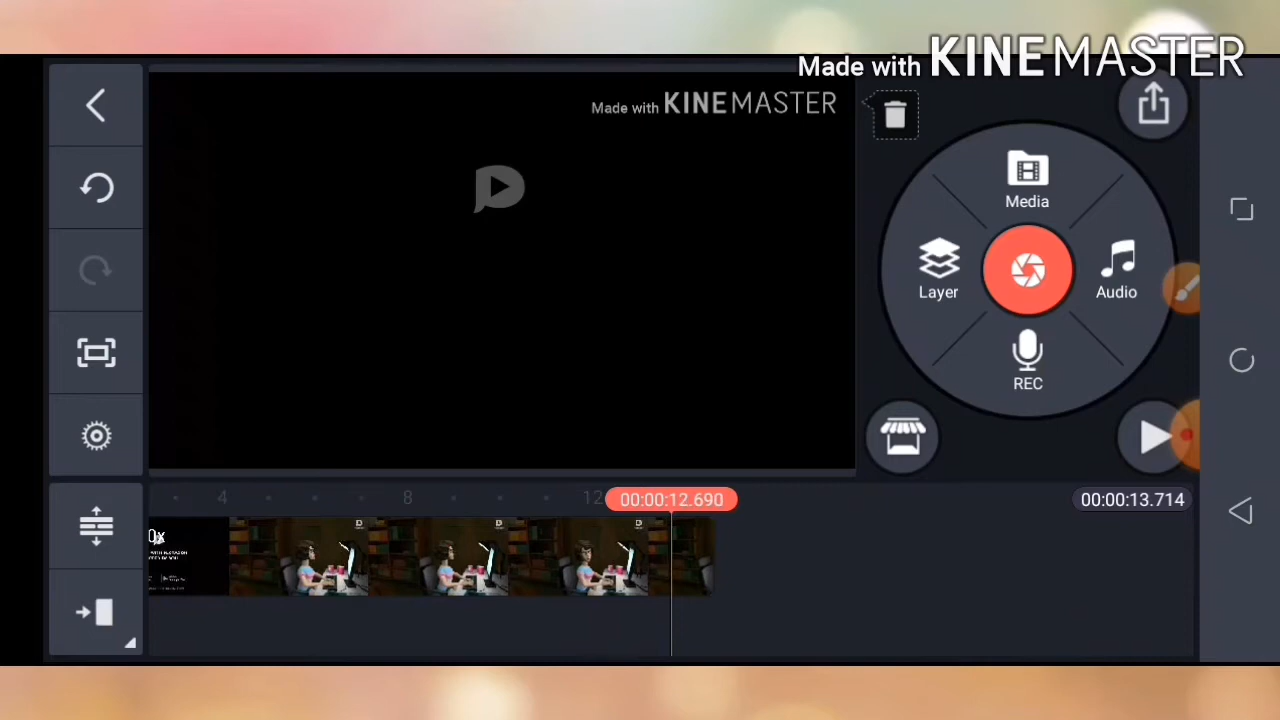 Made with KINEMASTER
Made with KINEMASTER
Media
Layer
Audio
REC
4
8
12
00:00:12.690
00:00:13.714
0x